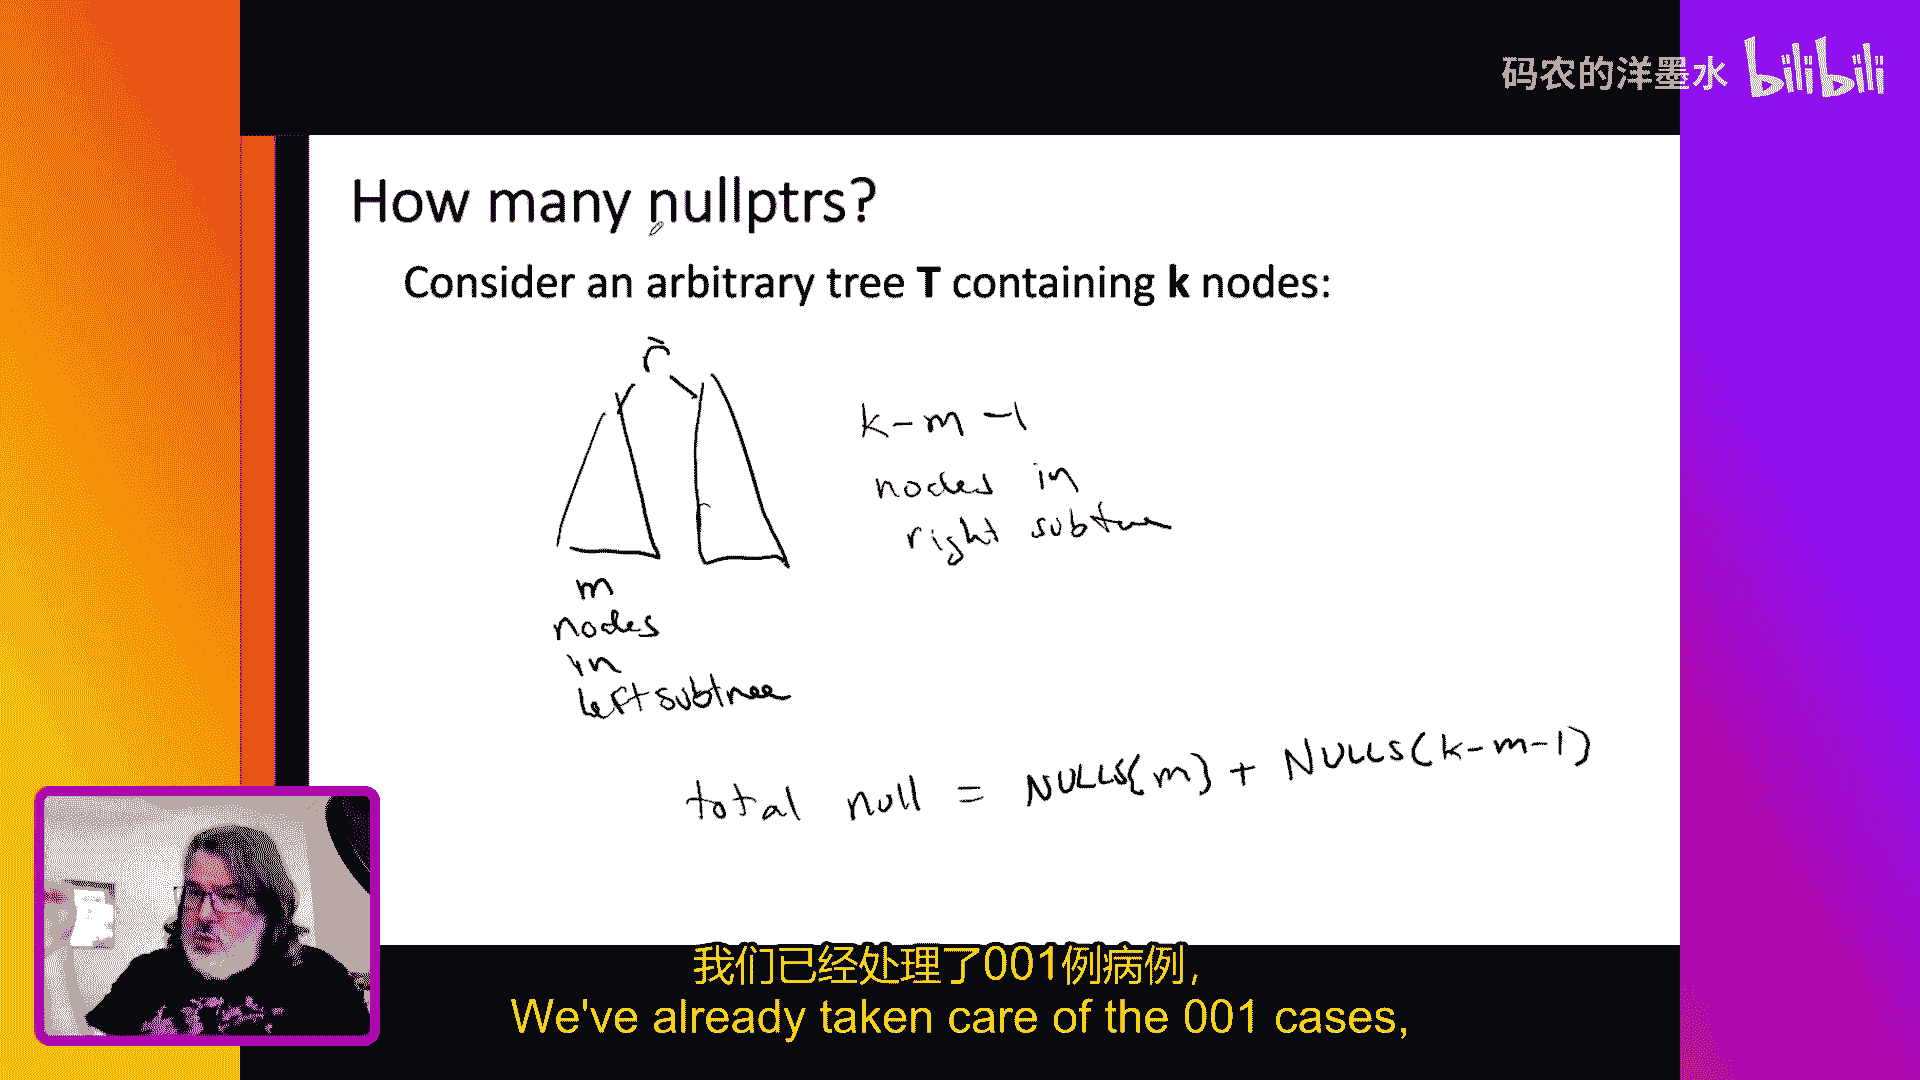 码农的洋墨水 bilibili
How many nullptrs?
Consider an arbitrary tree T containing k nodes:
r
k-m-1
nodes in
right subtree
m
nodes
in
left subtree
total null = NULLS(m) + NULLS(k-m-1)
我们已经处理了001例病例，
We've already taken care of the 001 cases,